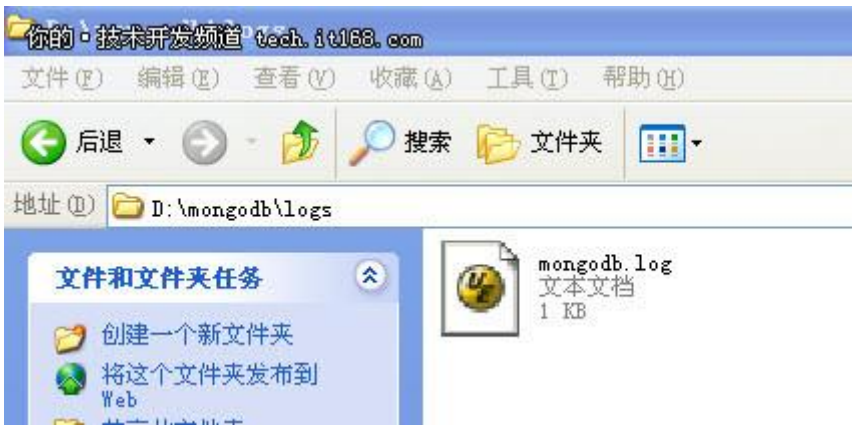 你的·技术开发频道 tech.it168.com
文件(F) 编辑(E) 查看(V) 收藏(A) 工具(T) 帮助(H)
后退 搜索 文件夹
地址(D) D:\mongodb\logs
文件和文件夹任务
创建一个新文件夹
将这个文件夹发布到
Web
mongodb.log
文本文档
1 KB